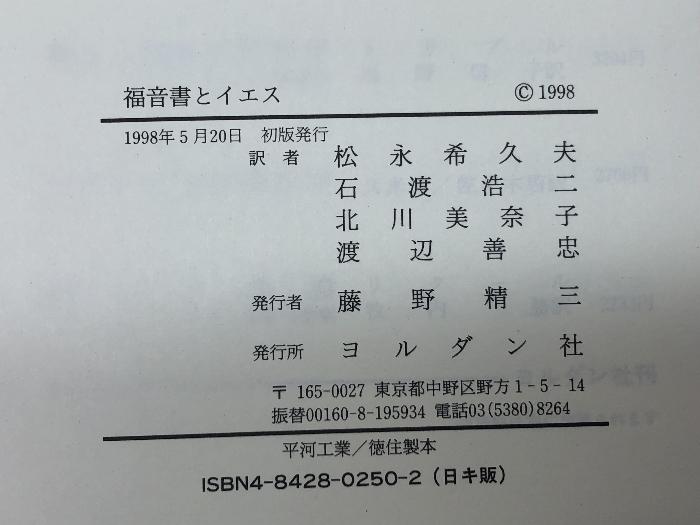 福音書とイエス ©1998
1998年5月20日 初版発行
訳者 松永希久夫
石渡浩二
北川美奈子
渡辺善忠
発行者 藤野精三
発行所 ヨルダン社
〒165-0027 東京都中野区野方1-5-14
振替00160-8-195934 電話03(5380)8264
平河工業/徳住製本
ISBN4-8428-0250-2(日キ販)